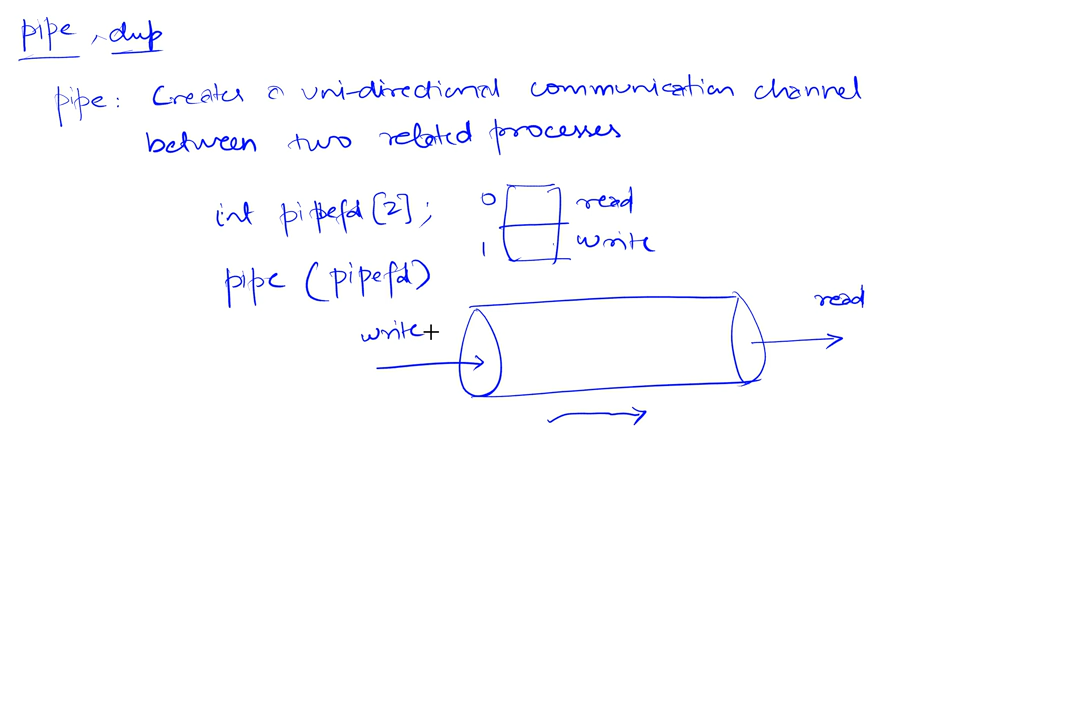 pipe, dup
pipe: Creates a uni-directional communication channel
between two related processes
int pipefd[2];
0 read
1 write
pipe (pipefd)
read
write